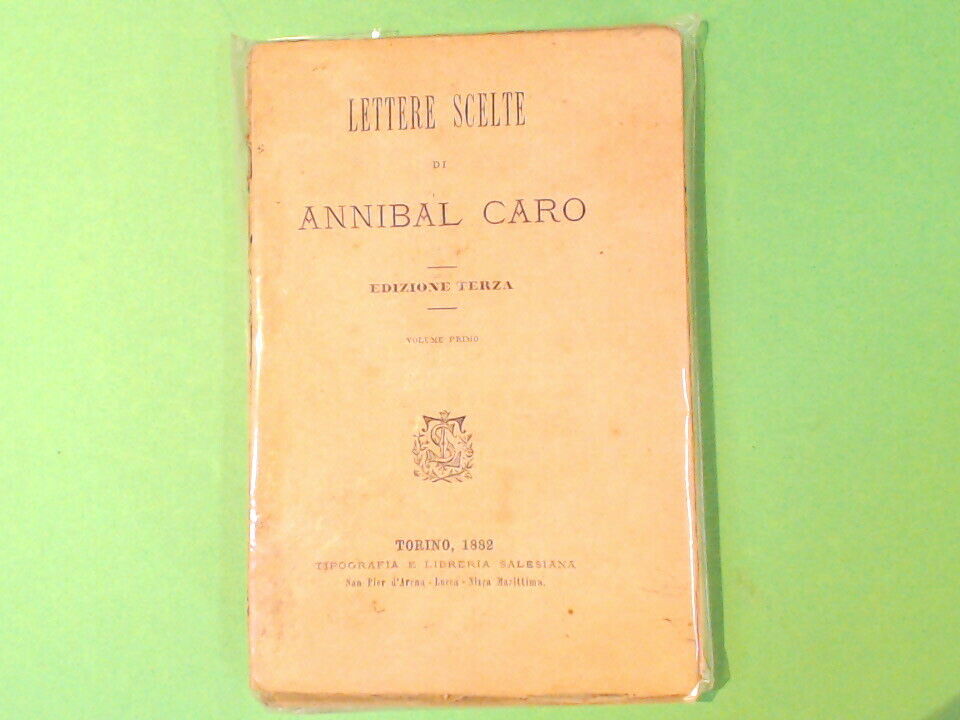 LETTERE SCELTE
DI
ANNIBAL CARO
EDIZIONE TERZA
VOLUME PRIMO
TORINO, 1882
TIPOGRAFIA E LIBRERIA SALESIANA
San Pier d'Arena - Lucca - Nizza Marittima.